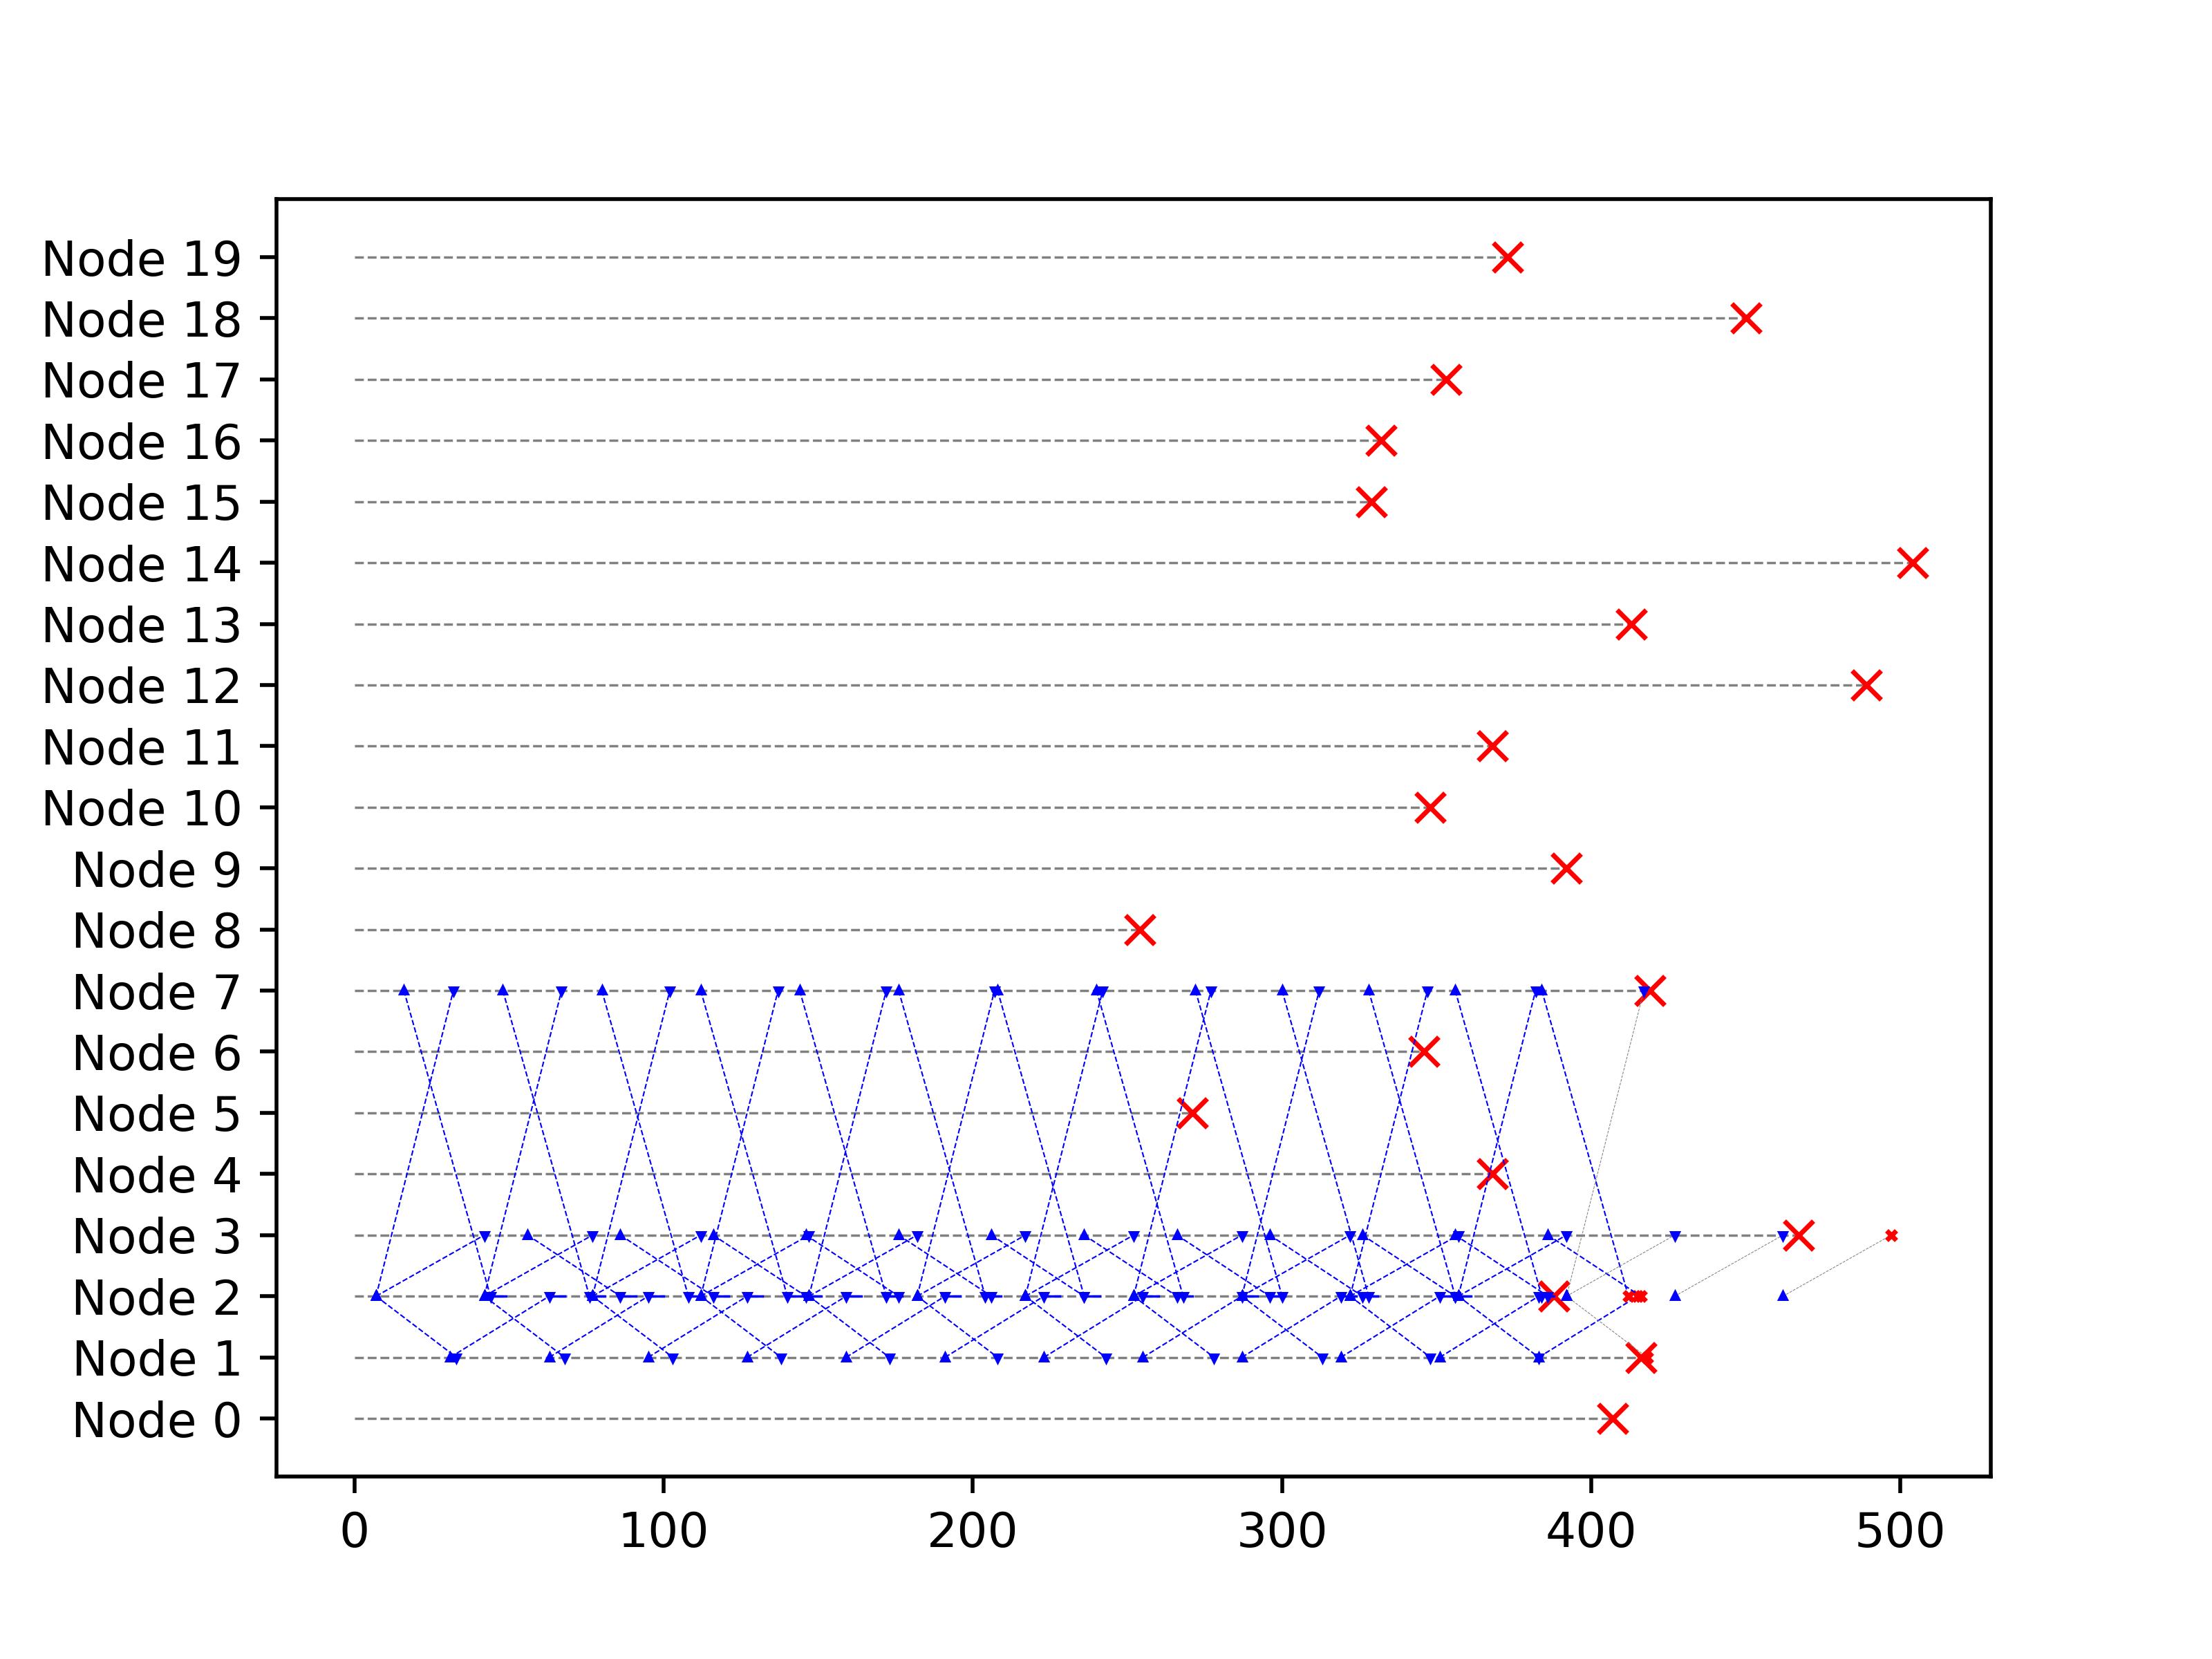 Node 19
Node 18
Node 17
Node 16
Node 15
Node 14
Node 13
Node 12
Node 11
Node 10
Node 9
Node 8
Node 7
Node 6
Node 5
Node 4
Node 3
Node 2
Node 1
Node 0
0 100 200 300 400 500